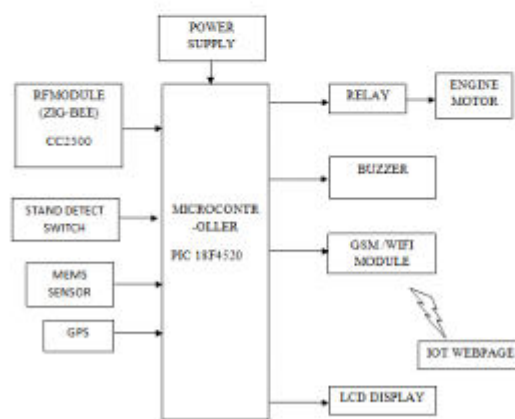 POWER
SUPPLY
RFMODULE
(ZIG-BEE)
CC2500
STAND DETECT
SWITCH
MEMS
SENSOR
GPS
MICROCONTR
-OLLER
PIC 18F4520
RELAY
ENGINE
MOTOR
BUZZER
GSM/WIFI
MODULE
IOT WEBPAGE
LCD DISPLAY